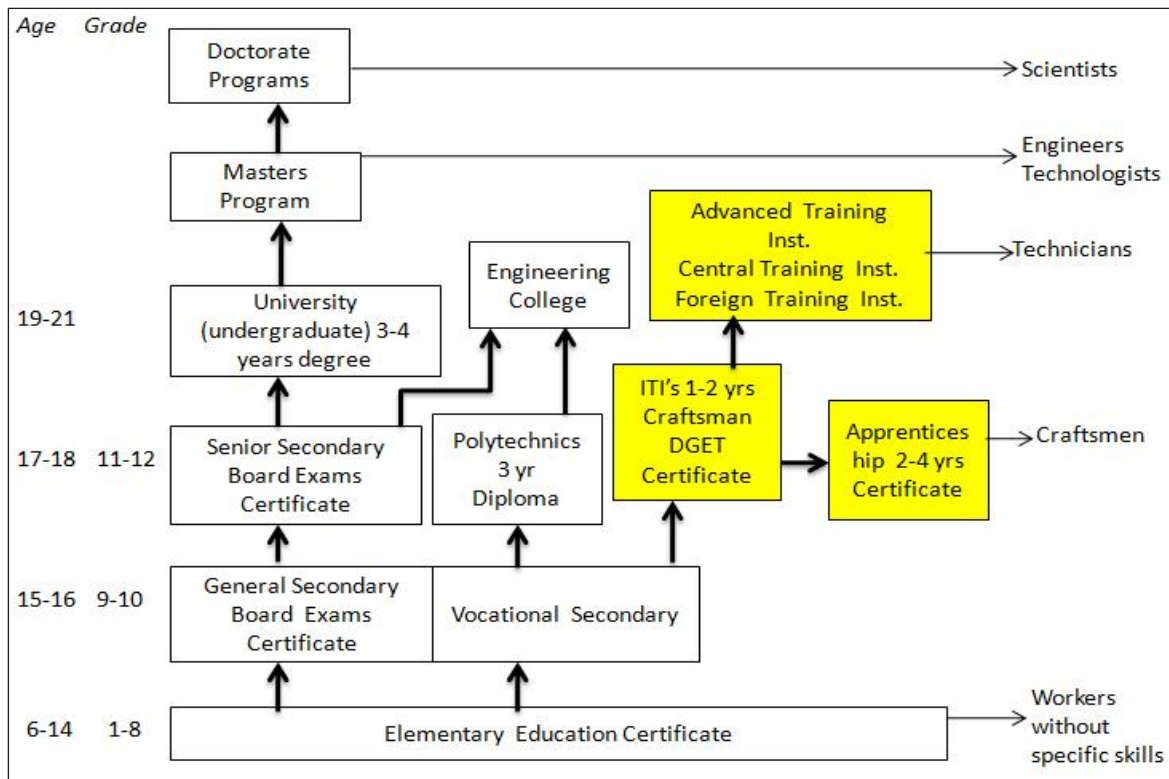 Age Grade
Doctorate
Programs
Scientists
Masters
Program
Engineers
Technologists
Advanced Training
Inst.
Central Training Inst.
Foreign Training Inst.
Technicians
Engineering
College
19-21
University
(undergraduate) 3-4
years degree
17-18 11-12
Senior Secondary
Board Exams
Certificate
Polytechnics
3 yr
Diploma
ITI's 1-2 yrs
Craftsman
DGET
Certificate
Apprentices
hip 2-4 yrs
Certificate
Craftsmen
15-16 9-10
General Secondary
Board Exams
Certificate
Vocational Secondary
6-14 1-8
Elementary Education Certificate
Workers
without
specific skills